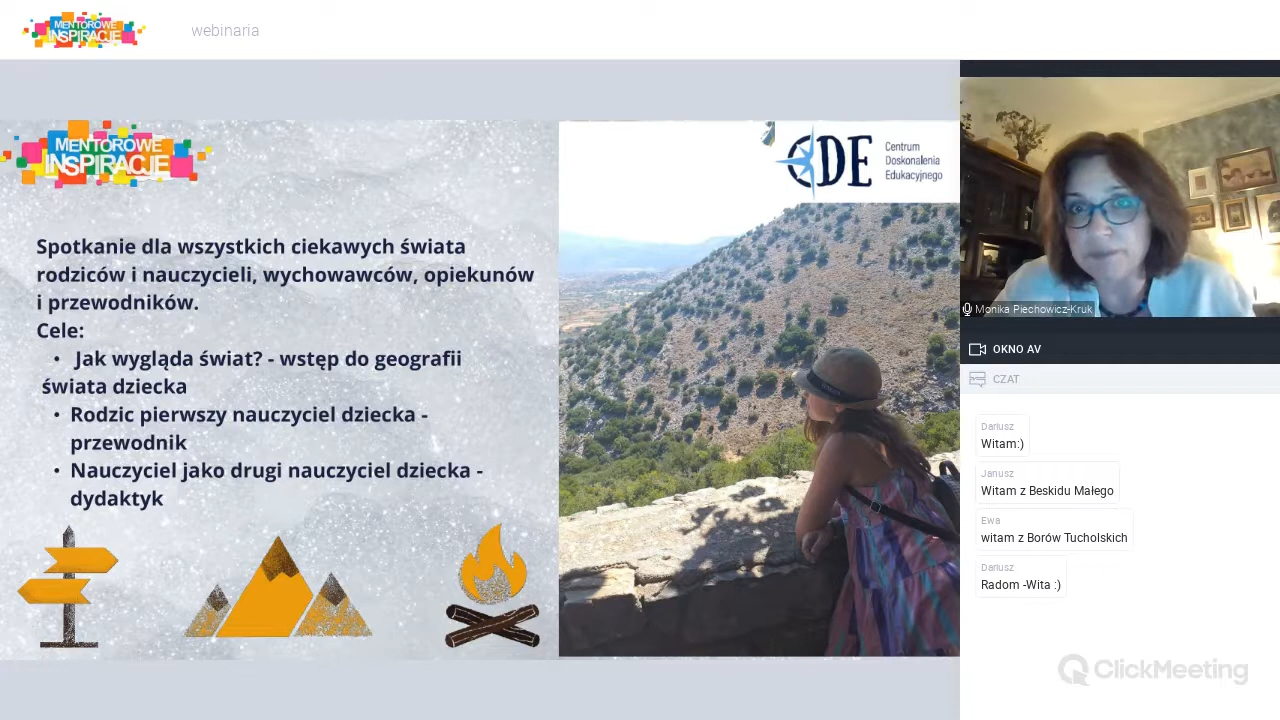 MENTOROWE
INSPIRACJE
webinaria
MENTOROWE
INSPIRACJE
Spotkanie dla wszystkich ciekawych świata
rodziców i nauczycieli, wychowawców, opiekunów
i przewodników.
Cele:
• Jak wygląda świat? - wstęp do geografii
świata dziecka
• Rodzic pierwszy nauczyciel dziecka -
przewodnik
• Nauczyciel jako drugi nauczyciel dziecka -
dydaktyk
CDE
Centrum
Doskonalenia
Edukacyjnego
Monika Piechowicz-Kruk
OKNO AV
CZAT
Dariusz
Witam:)
Janusz
Witam z Beskidu Małego
Ewa
witam z Borów Tucholskich
Dariusz
Radom -Wita :)
ClickMeeting